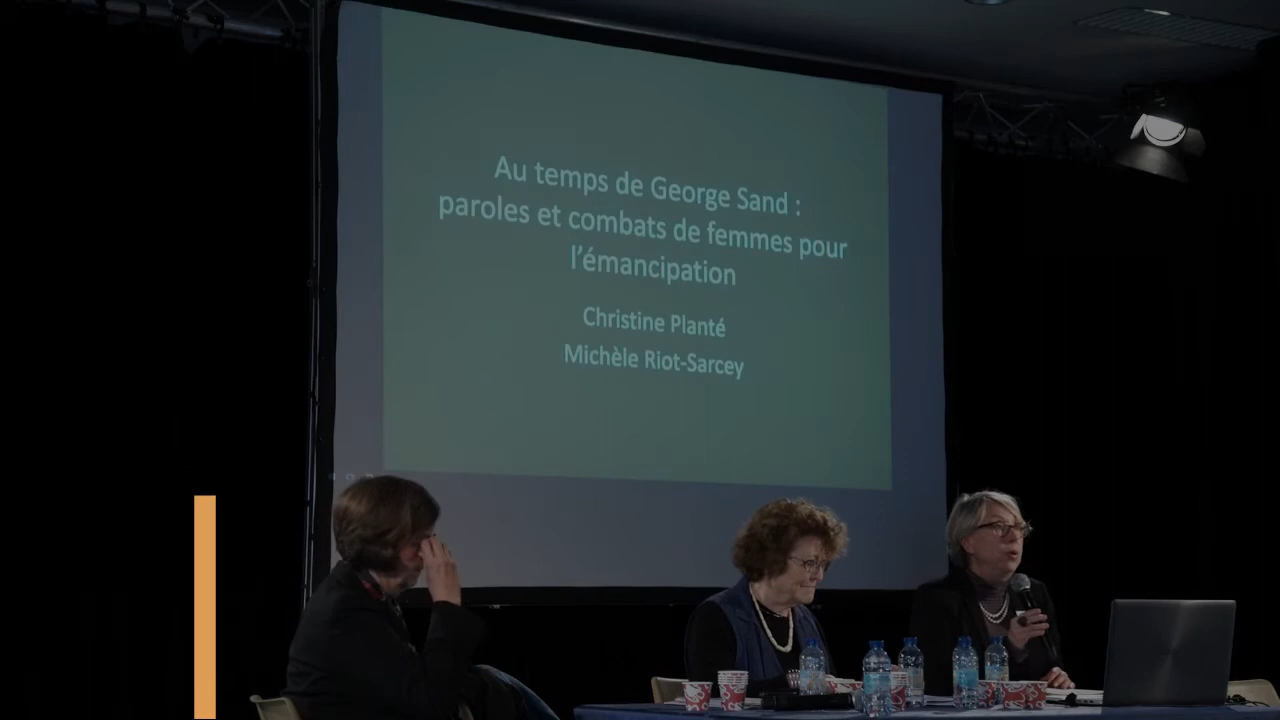 Au temps de George Sand :
paroles et combats de femmes pour
l’émancipation
Christine Planté
Michèle Riot-Sarcey